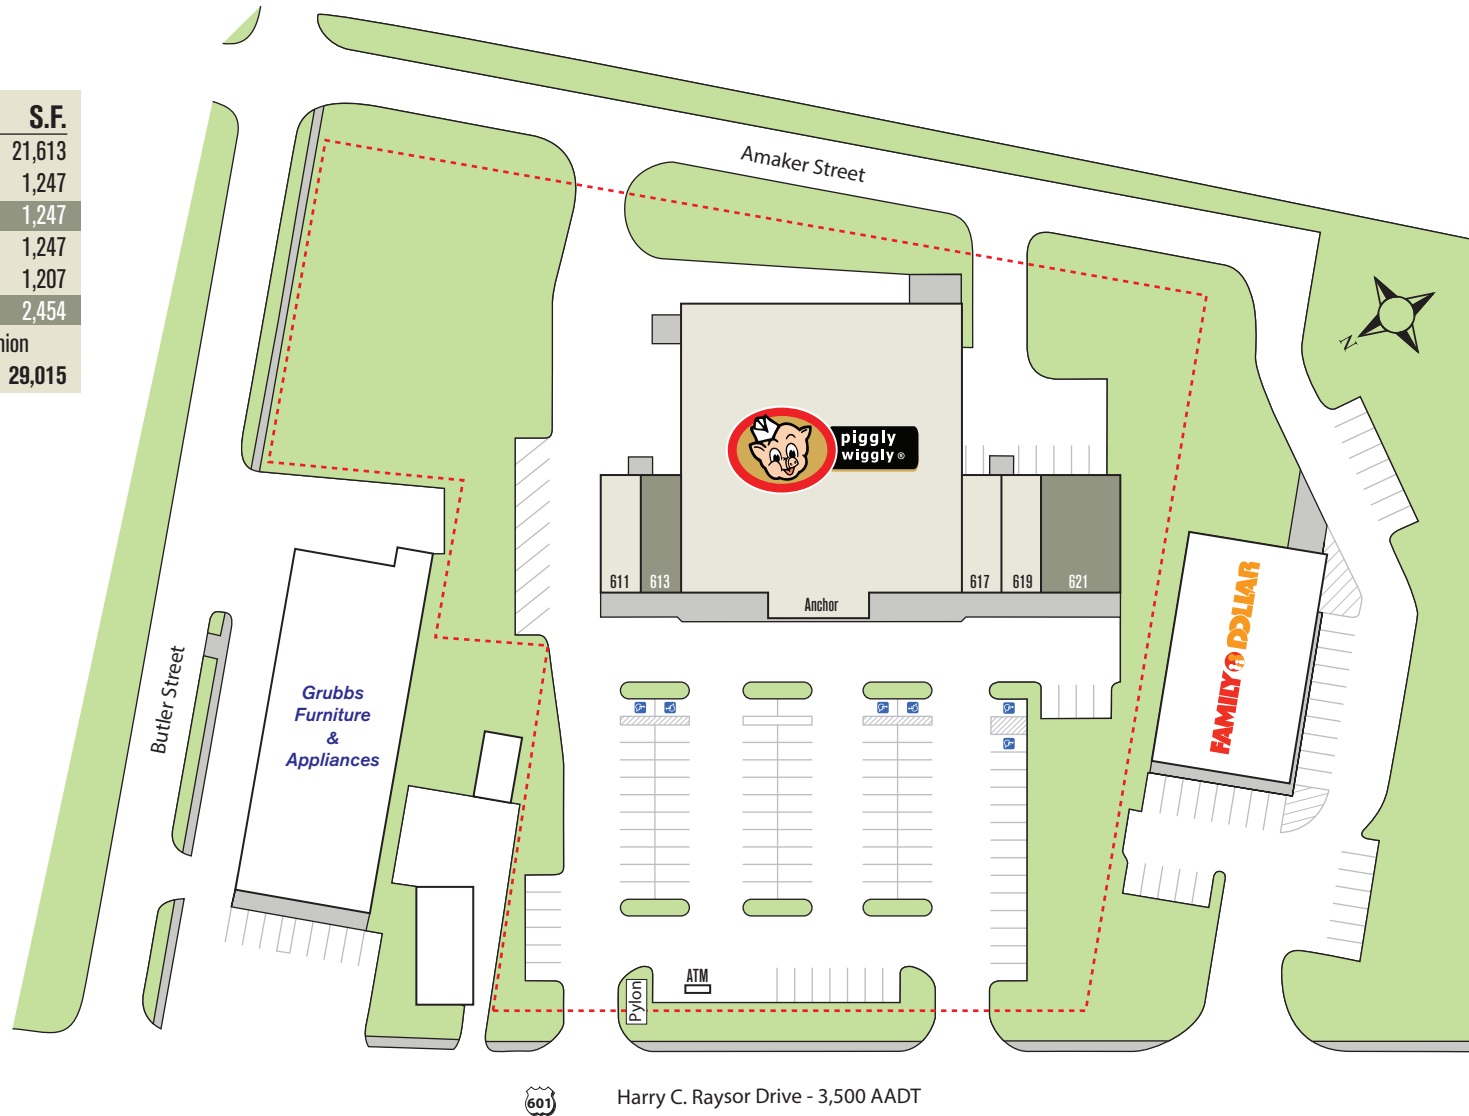 S.F.
21,613
1,247
1,247
1,247
1,207
2,454
nion
29,015
Amaker Street
N
piggly
wiggly ®
611
613
617
619
621
Anchor
FAMILY DOLLAR
Butler Street
Grubbs
Furniture
&
Appliances
ATM
Pylon
601
Harry C. Raysor Drive - 3,500 AADT